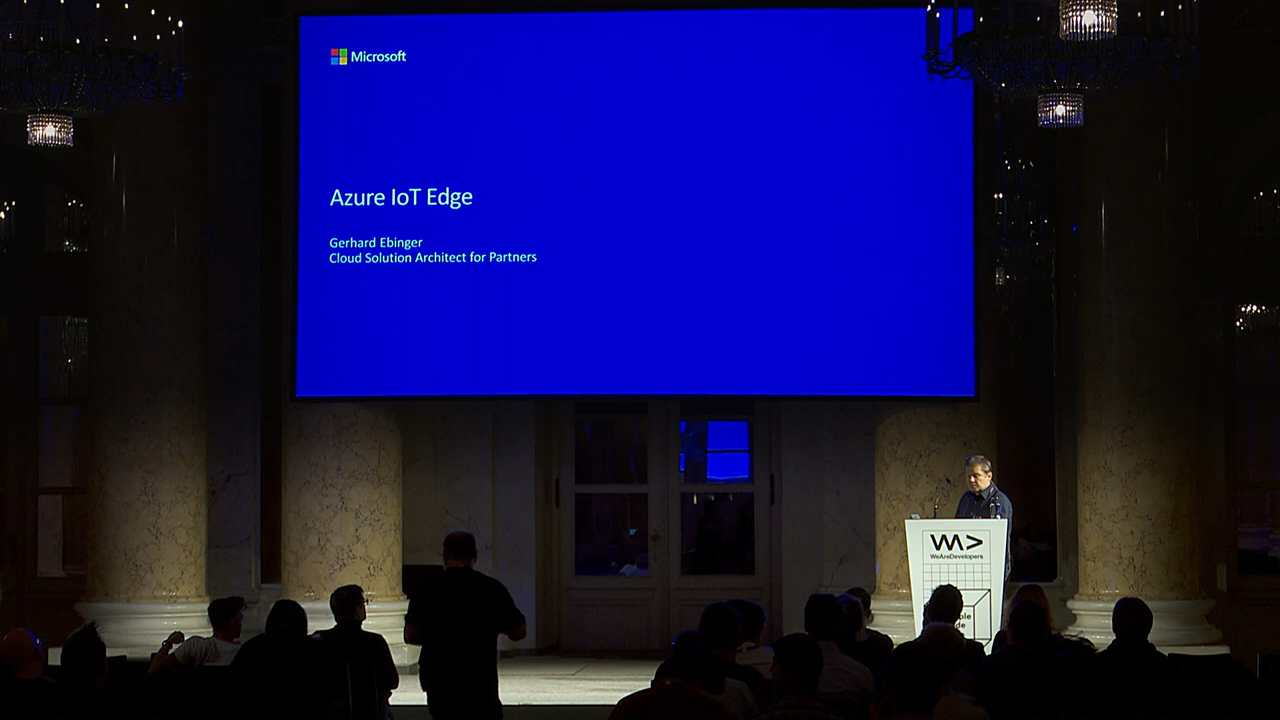 Microsoft
Azure IoT Edge
Gerhard Ebinger
Cloud Solution Architect for Partners
WeAreDevelopers